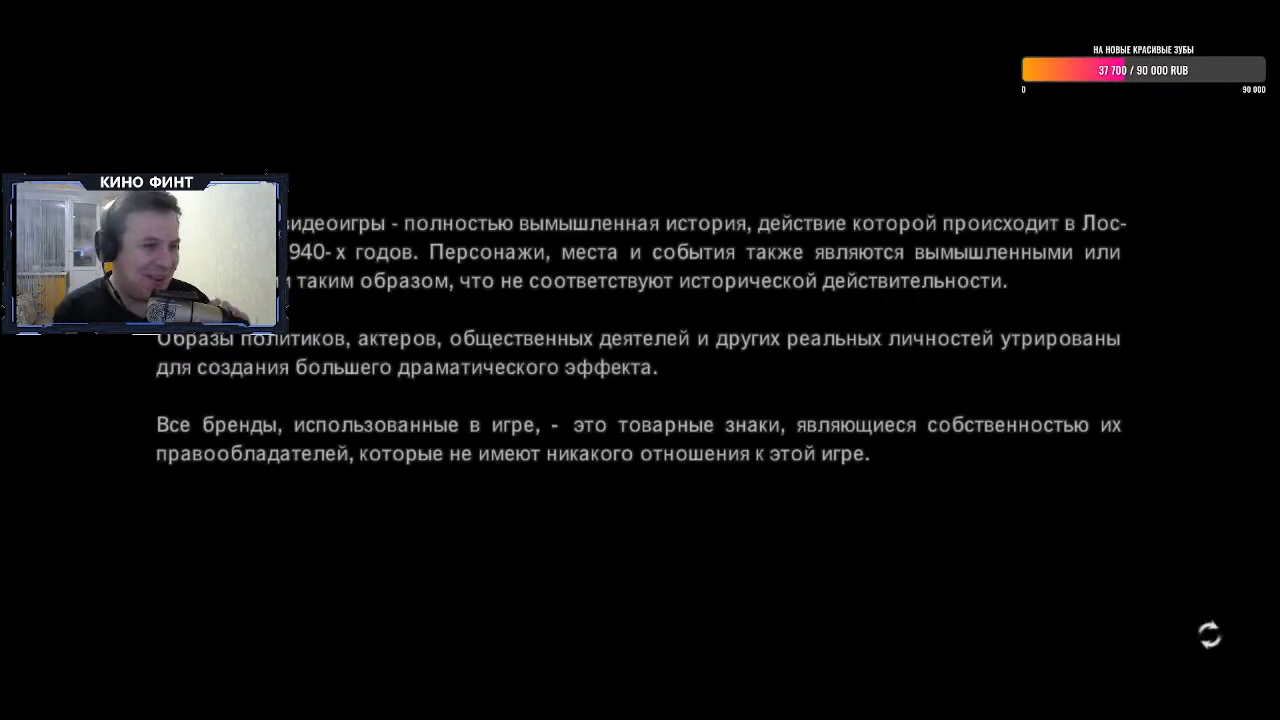 НА НОВЫЕ КРАСИВЫЕ ЗУБЫ
37 700 / 90 000 RUB
0 90 000
КИНО ФИНТ
видеоигры - полностью вымышленная история, действие которой происходит в Лос-
940-х годов. Персонажи, места и события также являются вымышленными или
таким образом, что не соответствуют исторической действительности.
Образы политиков, актеров, общественных деятелей и других реальных личностей утрированы
для создания большего драматического эффекта.
Все бренды, использованные в игре, - это товарные знаки, являющиеся собственностью их
правообладателей, которые не имеют никакого отношения к этой игре.